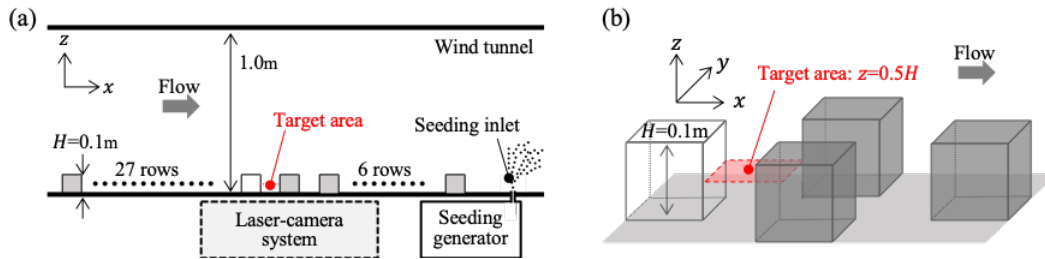 (a)
z
x
Flow
1.0m
Wind tunnel
Target area
Seeding inlet
H=0.1m
27 rows
6 rows
Laser-camera
system
Seeding
generator
(b)
z
y
x
Target area: z=0.5H
Flow
H=0.1m